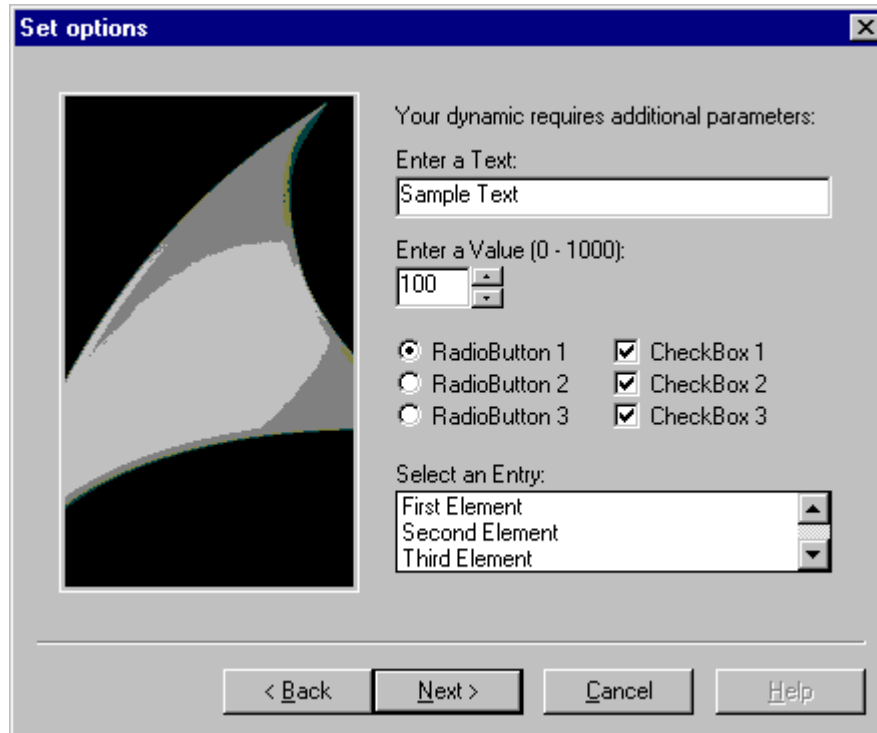 Set options
Your dynamic requires additional parameters:
Enter a Text:
Sample Text
Enter a Value (0 - 1000):
100
RadioButton 1 CheckBox 1
RadioButton 2 CheckBox 2
RadioButton 3 CheckBox 3
Select an Entry:
First Element
Second Element
Third Element
< Back Next > Cancel Help